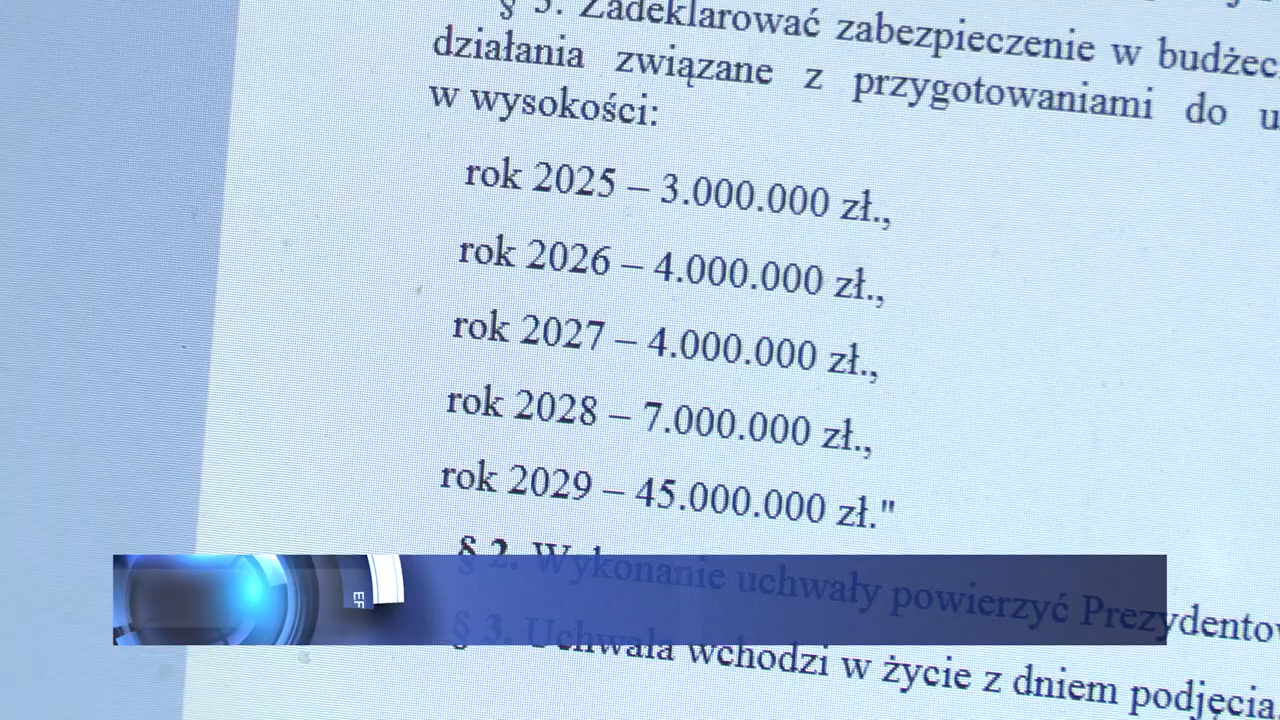 § 3. Zadeklarować zabezpieczenie w budżec
działania związane z przygotowaniami do u
w wysokości:
rok 2025 – 3.000.000 zł.,
rok 2026 – 4.000.000 zł.,
rok 2027 – 4.000.000 zł.,
rok 2028 – 7.000.000 zł.,
rok 2029 – 45.000.000 zł."
§ 2. Wykonanie uchwały powierzyć Prezydento
§ 3. Uchwała wchodzi w życie z dniem podjęcia.
EF